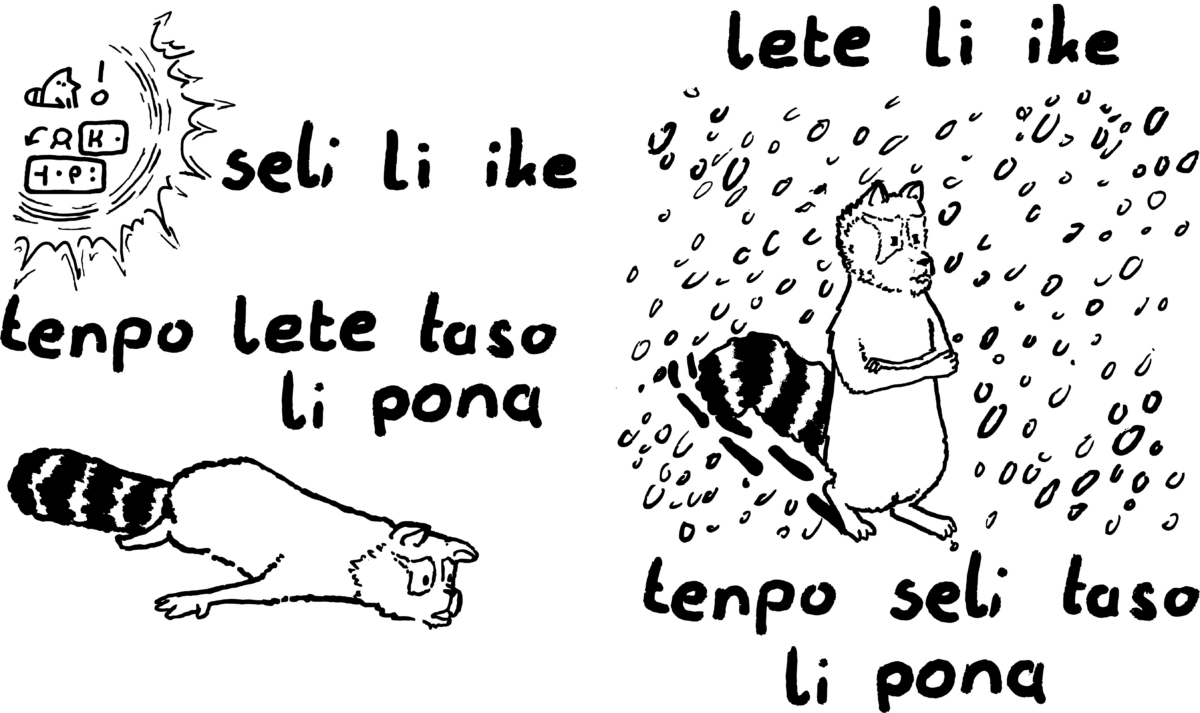 seli li ike
tenpo lete taso
li pona
lete li ike
tenpo seli taso
li pona